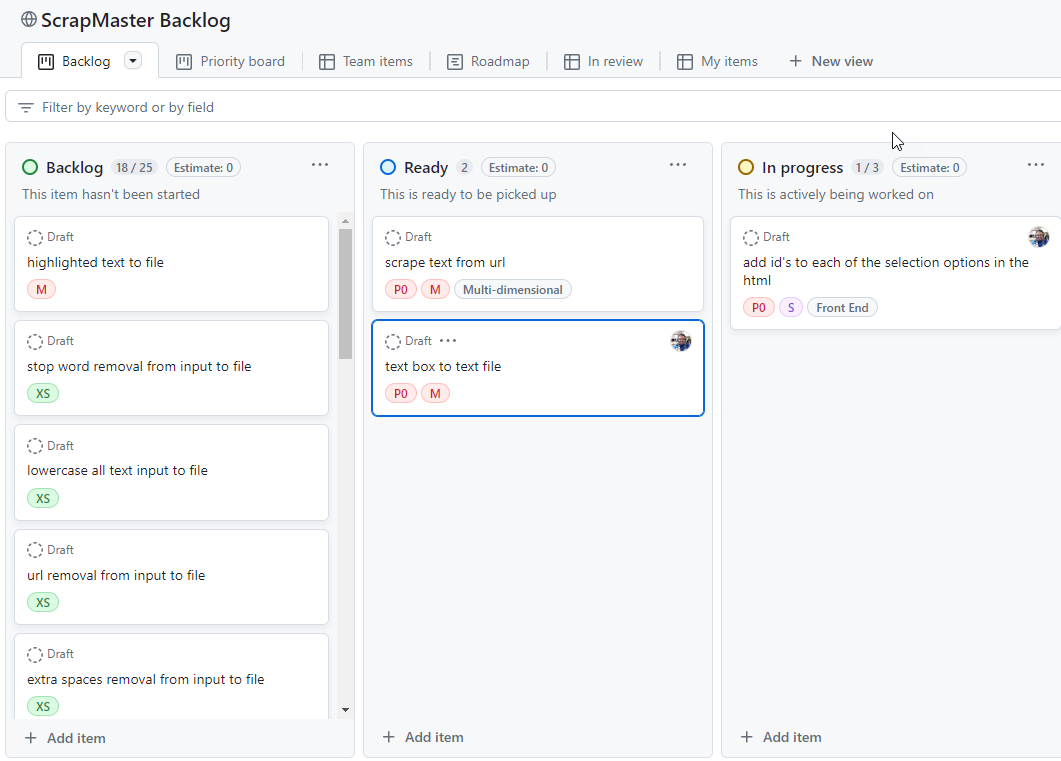 ScrapMaster Backlog
Backlog
Priority board
Team items
Roadmap
In review
My items
+ New view
Filter by keyword or by field
Backlog 18 / 25 Estimate: 0 ...
This item hasn't been started
Draft
highlighted text to file
M
Draft
stop word removal from input to file
XS
Draft
lowercase all text input to file
XS
Draft
url removal from input to file
XS
Draft
extra spaces removal from input to file
XS
+ Add item
Ready 2 Estimate: 0 ...
This is ready to be picked up
Draft
scrape text from url
P0 M Multi-dimensional
Draft ...
text box to text file
P0 M
+ Add item
In progress 1 / 3 Estimate: 0 ...
This is actively being worked on
Draft
add id's to each of the selection options in the
html
P0 S Front End
+ Add item